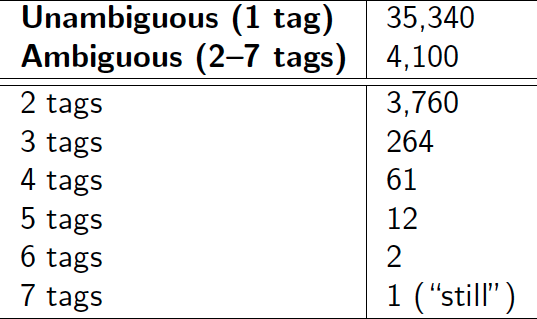 Unambiguous (1 tag) 35,340
Ambiguous (2–7 tags) 4,100
2 tags 3,760
3 tags 264
4 tags 61
5 tags 12
6 tags 2
7 tags 1 (“still”)